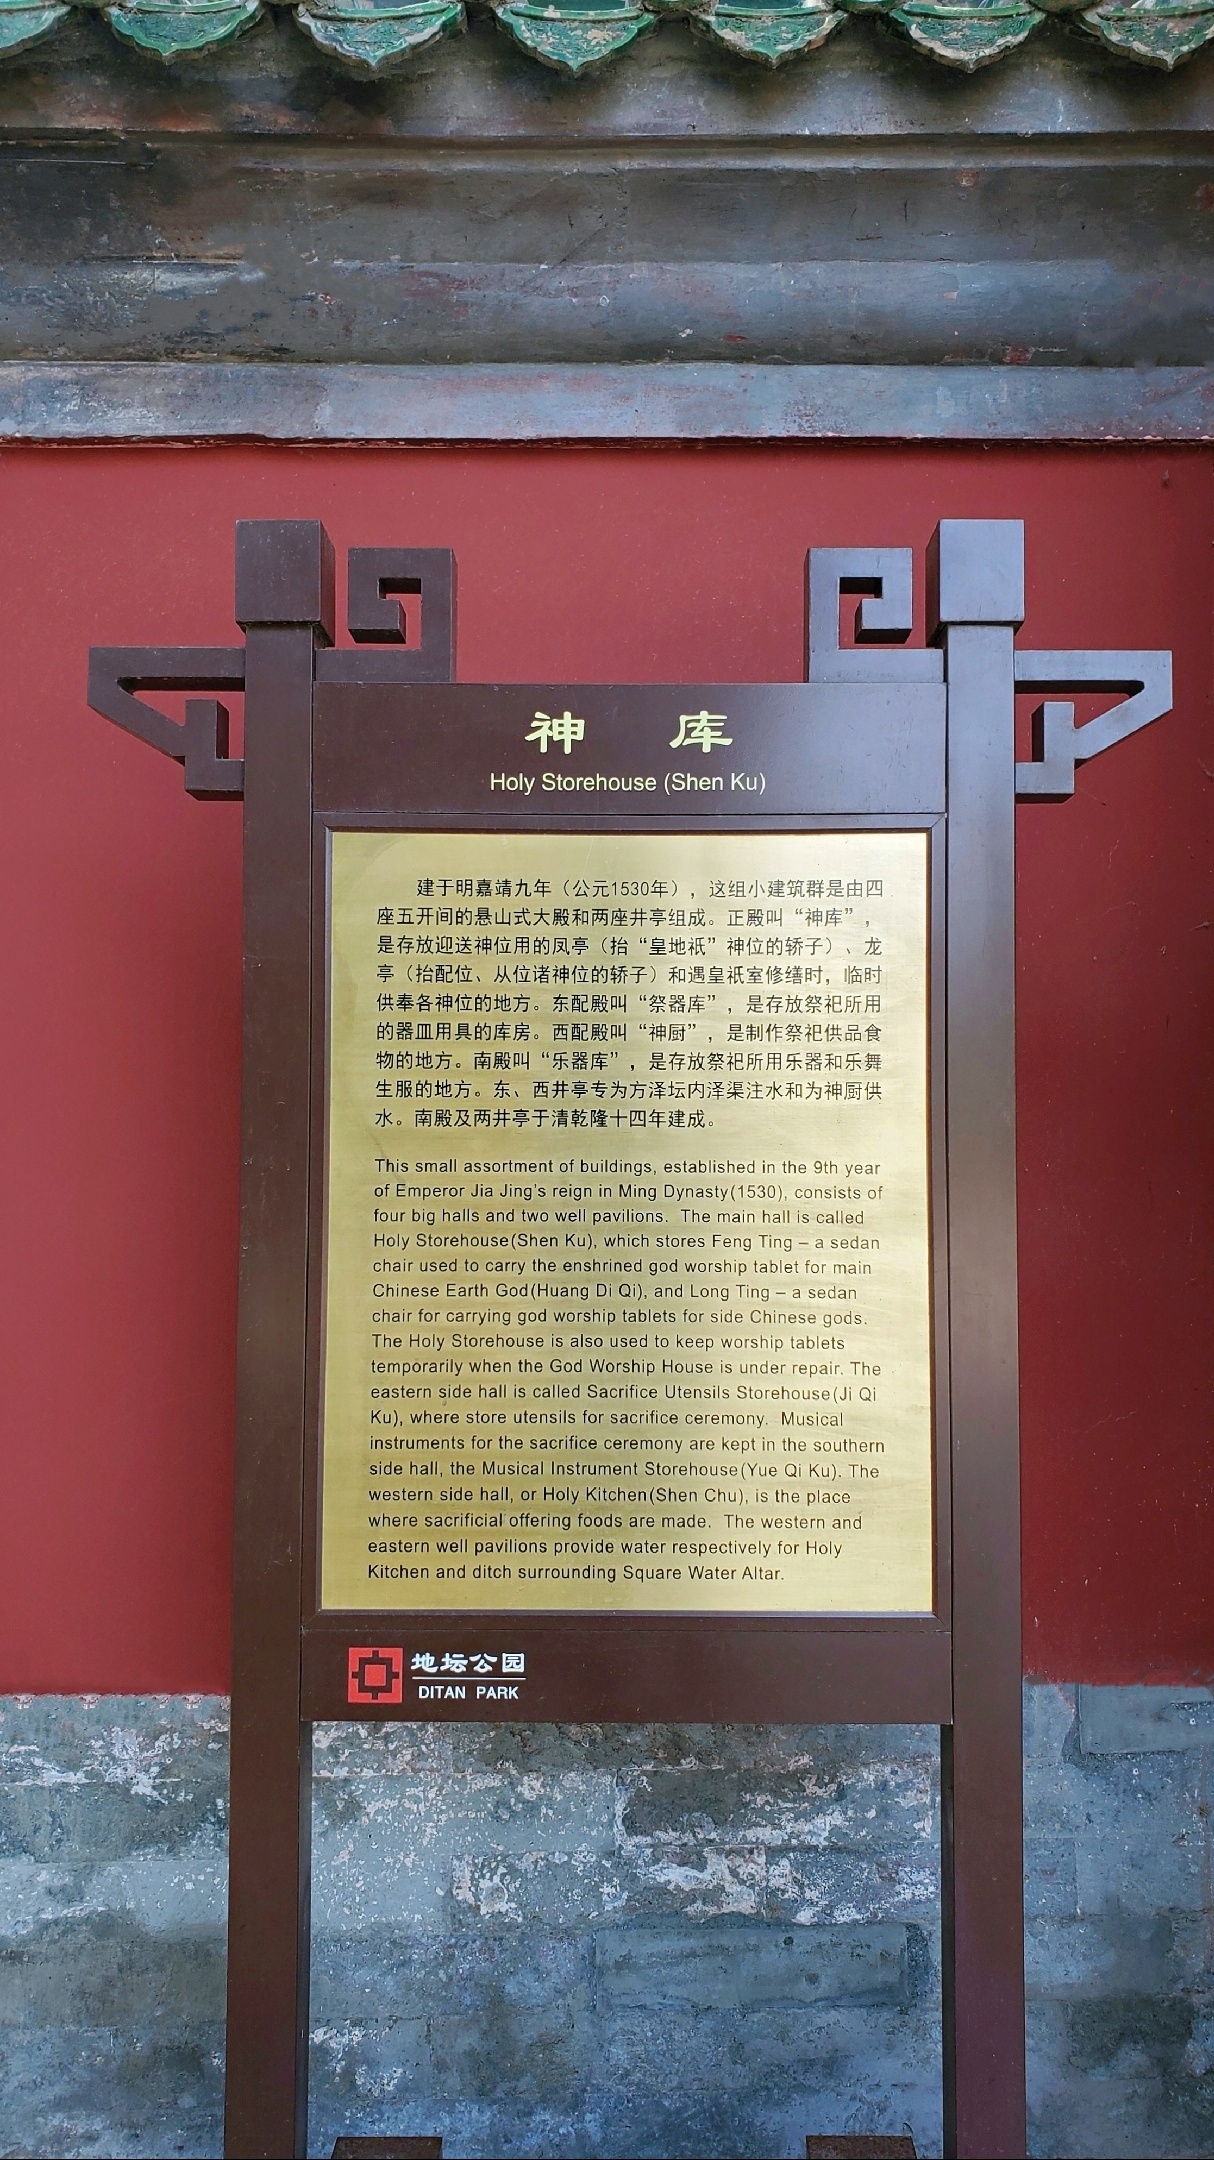 神 库
Holy Storehouse (Shen Ku)
建于明嘉靖九年（公元1530年），这组小建筑群是由四
座五开间的悬山式大殿和两座井亭组成。正殿叫“神库”，
是存放迎送神位用的凤亭（抬“皇地祇”神位的轿子）、龙
亭（抬配位、从位诸神位的轿子）和遇皇祇室修缮时，临时
供奉各神位的地方。东配殿叫“祭器库”，是存放祭祀所用
的器皿用具的库房。西配殿叫“神厨”，是制作祭祀供品食
物的地方。南殿叫“乐器库”，是存放祭祀所用乐器和乐舞
生服的地方。东、西井亭专为方泽坛内泽渠注水和为神厨供
水。南殿及两井亭于清乾隆十四年建成。
This small assortment of buildings, established in the 9th year
of Emperor Jia Jing's reign in Ming Dynasty(1530), consists of
four big halls and two well pavilions. The main hall is called
Holy Storehouse(Shen Ku), which stores Feng Ting – a sedan
chair used to carry the enshrined god worship tablet for main
Chinese Earth God(Huang Di Qi), and Long Ting – a sedan
chair for carrying god worship tablets for side Chinese gods.
The Holy Storehouse is also used to keep worship tablets
temporarily when the God Worship House is under repair. The
eastern side hall is called Sacrifice Utensils Storehouse(Ji Qi
Ku), where store utensils for sacrifice ceremony. Musical
instruments for the sacrifice ceremony are kept in the southern
side hall, the Musical Instrument Storehouse(Yue Qi Ku). The
western side hall, or Holy Kitchen(Shen Chu), is the place
where sacrificial offering foods are made. The western and
eastern well pavilions provide water respectively for Holy
Kitchen and ditch surrounding Square Water Altar.
地坛公园
DITAN PARK